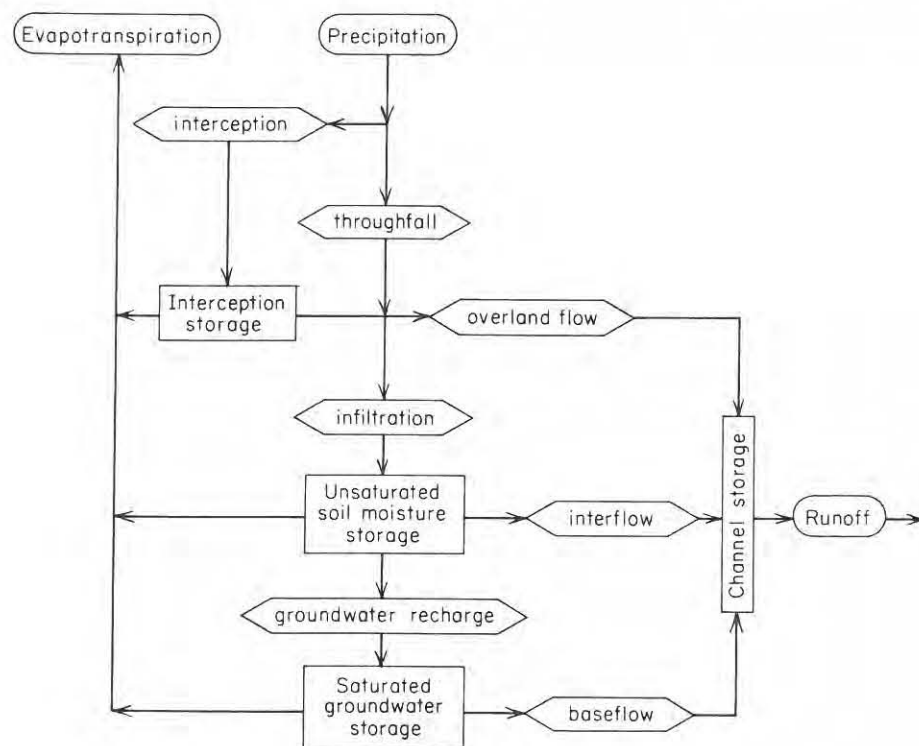 Evapotranspiration
Precipitation
interception
throughfall
Interception
storage
overland flow
infiltration
Unsaturated
soil moisture
storage
interflow
Channel storage
Runoff
groundwater recharge
Saturated
groundwater
storage
baseflow